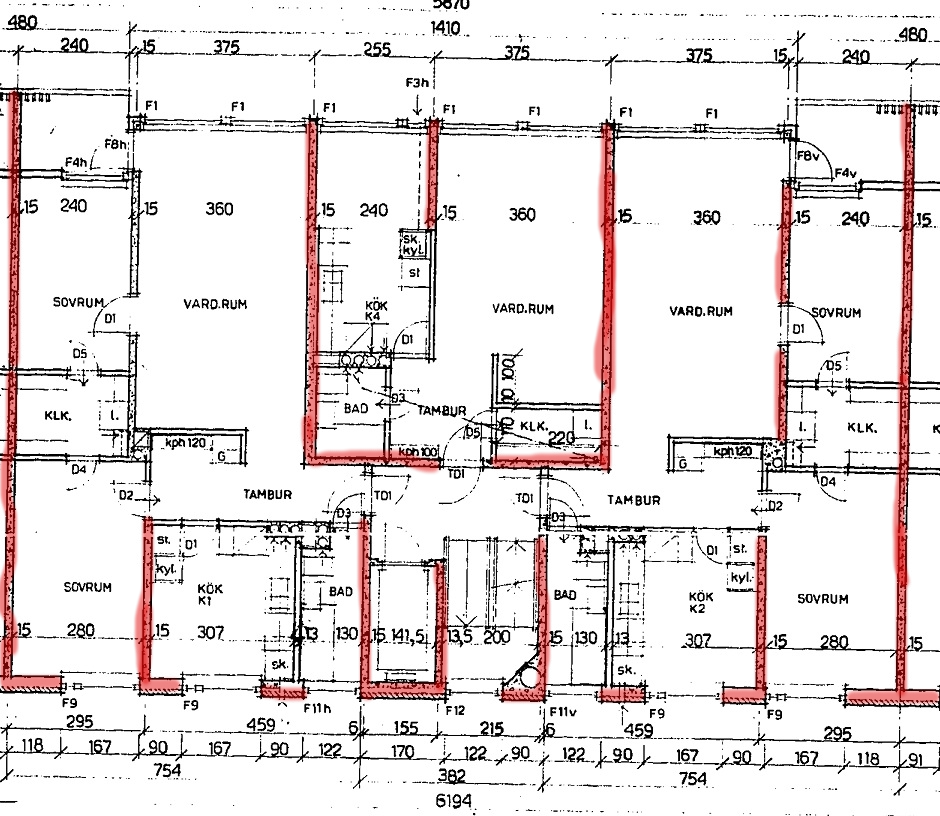 5870
480 1410 480
240 15 375 255 375 375 15 240
F3h
F1 F1 F1 F1 F1 F1 F1
F8h F8v
F4h F4v
15 240 15 360 15 240 15 360 15 360 15 240 15
sk.
kyl.
st
SOVRUM VARD.RUM KÖK VARD.RUM VARD.RUM SOVRUM
K4
D1 D1 D1
D5 D5
10 100
BAD D3 TAMBUR
KLK. l. 110 KLK. l. l. KLK. K
D5 220
kph 120 kph 100 kph 120
G TD1 G
D4 D4
D2 TAMBUR TD1 TD1 TAMBUR D2
D3 D3
st. D1 D1 st.
kyl. kyl.
SOVRUM KÖK BAD BAD KÖK SOVRUM
K1 K2
15 280 15 307 13 130 15 141,5 13,5 200 15 130 13 307 15 280 15
sk. sk.
F9 F9 F11h F12 F11v F9 F9
295 459 6 155 215 6 459 295
118 167 90 167 90 122 170 122 90 122 90 167 90 167 118 91
754 382 754
6194